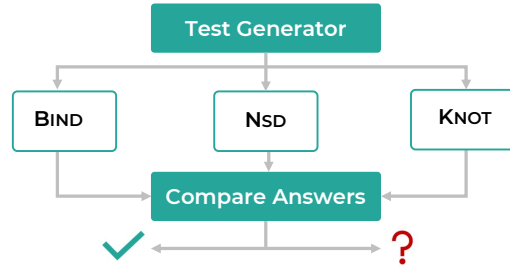 Test Generator
BIND
NSD
KNOT
Compare Answers
?